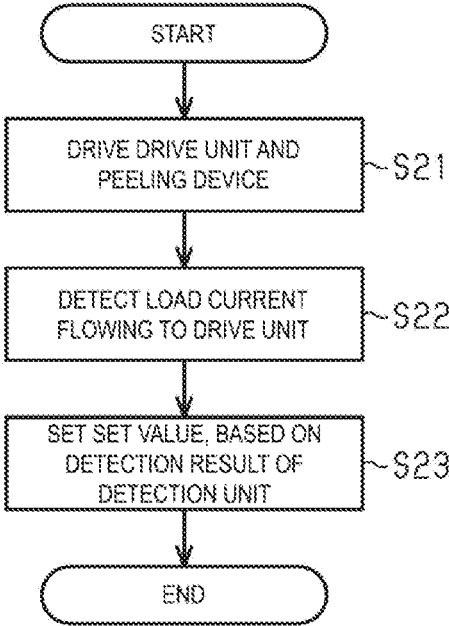 START
DRIVE DRIVE UNIT AND
PEELING DEVICE
S21
DETECT LOAD CURRENT
FLOWING TO DRIVE UNIT
S22
SET SET VALUE, BASED ON
DETECTION RESULT OF
DETECTION UNIT
S23
END